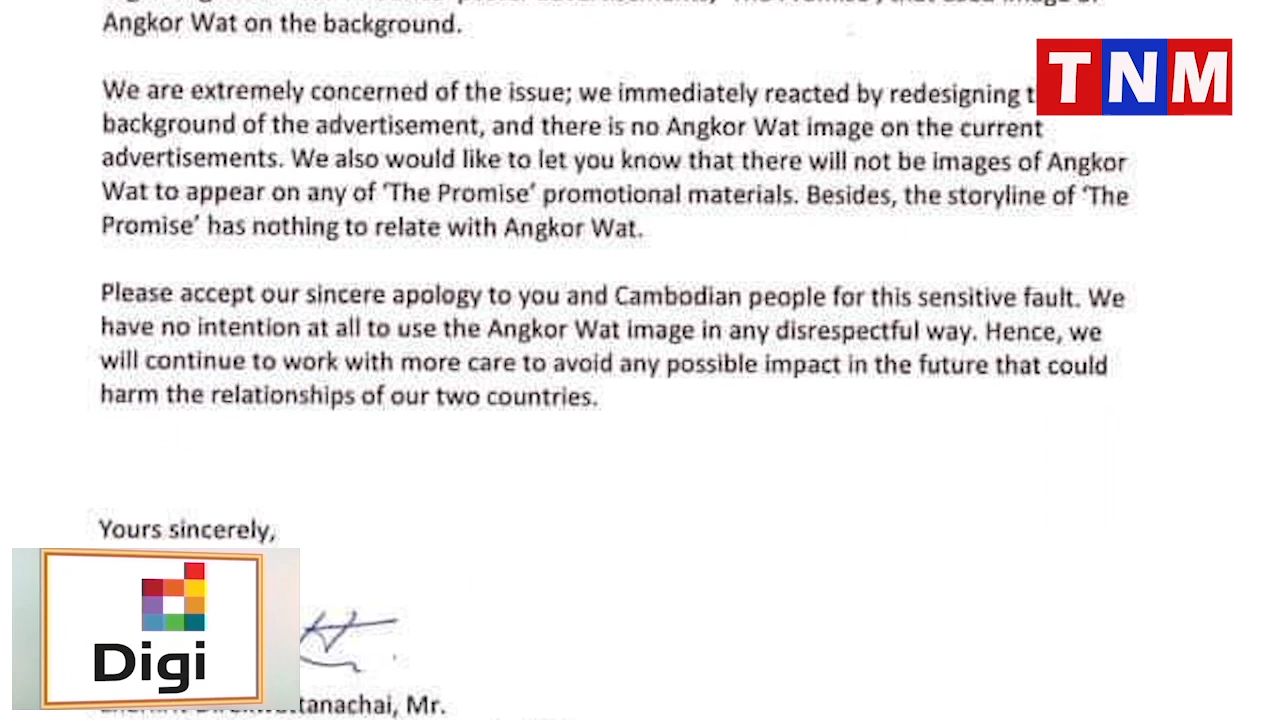 Angkor Wat on the background.
We are extremely concerned of the issue; we immediately reacted by redesigning
background of the advertisement, and there is no Angkor Wat image on the current
advertisements. We also would like to let you know that there will not be images of Angkor
Wat to appear on any of ‘The Promise’ promotional materials. Besides, the storyline of ‘The
Promise’ has nothing to relate with Angkor Wat.
Please accept our sincere apology to you and Cambodian people for this sensitive fault. We
have no intention at all to use the Angkor Wat image in any disrespectful way. Hence, we
will continue to work with more care to avoid any possible impact in the future that could
harm the relationships of our two countries.
Yours sincerely,
Mr.
TNM
Digi